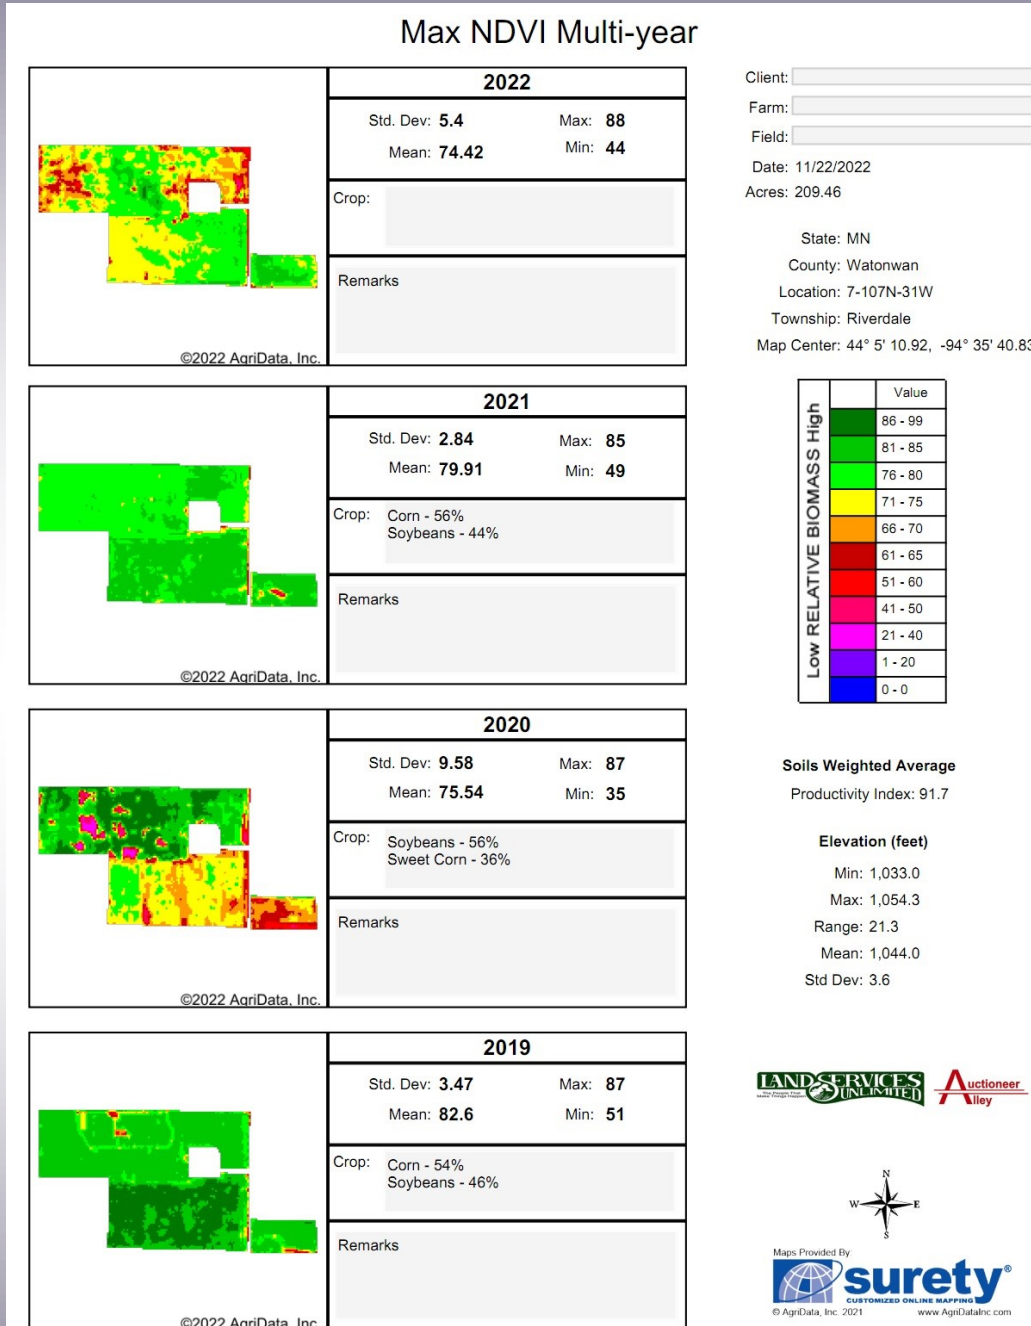 Max NDVI Multi-year
2022
Std. Dev: 5.4 Max: 88
Mean: 74.42 Min: 44
Crop:
Remarks
©2022 AgriData, Inc.
2021
Std. Dev: 2.84 Max: 85
Mean: 79.91 Min: 49
Crop: Corn - 56%
Soybeans - 44%
Remarks
©2022 AgriData, Inc.
2020
Std. Dev: 9.58 Max: 87
Mean: 75.54 Min: 35
Crop: Soybeans - 56%
Sweet Corn - 36%
Remarks
©2022 AgriData, Inc.
2019
Std. Dev: 3.47 Max: 87
Mean: 82.6 Min: 51
Crop: Corn - 54%
Soybeans - 46%
Remarks
©2022 AgriData, Inc.
Client:
Farm:
Field:
Date: 11/22/2022
Acres: 209.46
State: MN
County: Watonwan
Location: 7-107N-31W
Township: Riverdale
Map Center: 44° 5' 10.92, -94° 35' 40.83
Low RELATIVE BIOMASS High
Value
86 - 99
81 - 85
76 - 80
71 - 75
66 - 70
61 - 65
51 - 60
41 - 50
21 - 40
1 - 20
0 - 0
Soils Weighted Average
Productivity Index: 91.7
Elevation (feet)
Min: 1,033.0
Max: 1,054.3
Range: 21.3
Mean: 1,044.0
Std Dev: 3.6
LAND SERVICES
UNLIMITED
The People That
Make Things Happen
Auctioneer
Alley
N
W E
S
Maps Provided By
surety®
CUSTOMIZED ONLINE MAPPING
© AgriData, Inc. 2021 www.AgriDataInc.com